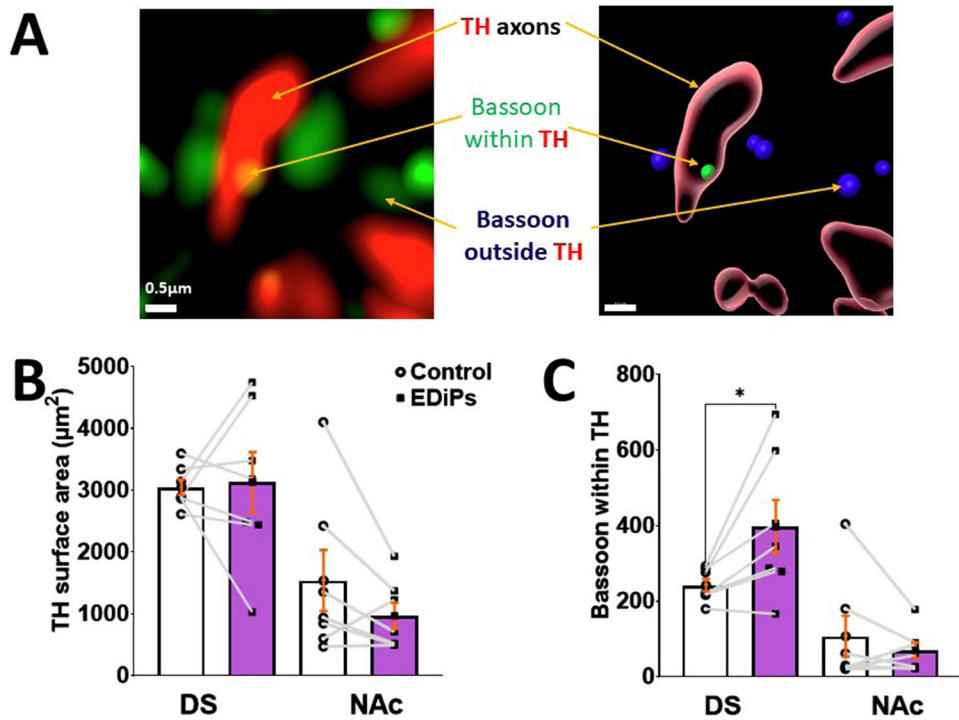 A
TH axons
Bassoon
within TH
Bassoon
outside TH
0.5µm
B
TH surface area (µm²)
5000
4000
3000
2000
1000
0
DS
NAc
Control
EDiPs
C
Bassoon within TH
800
600
400
200
0
*
DS
NAc